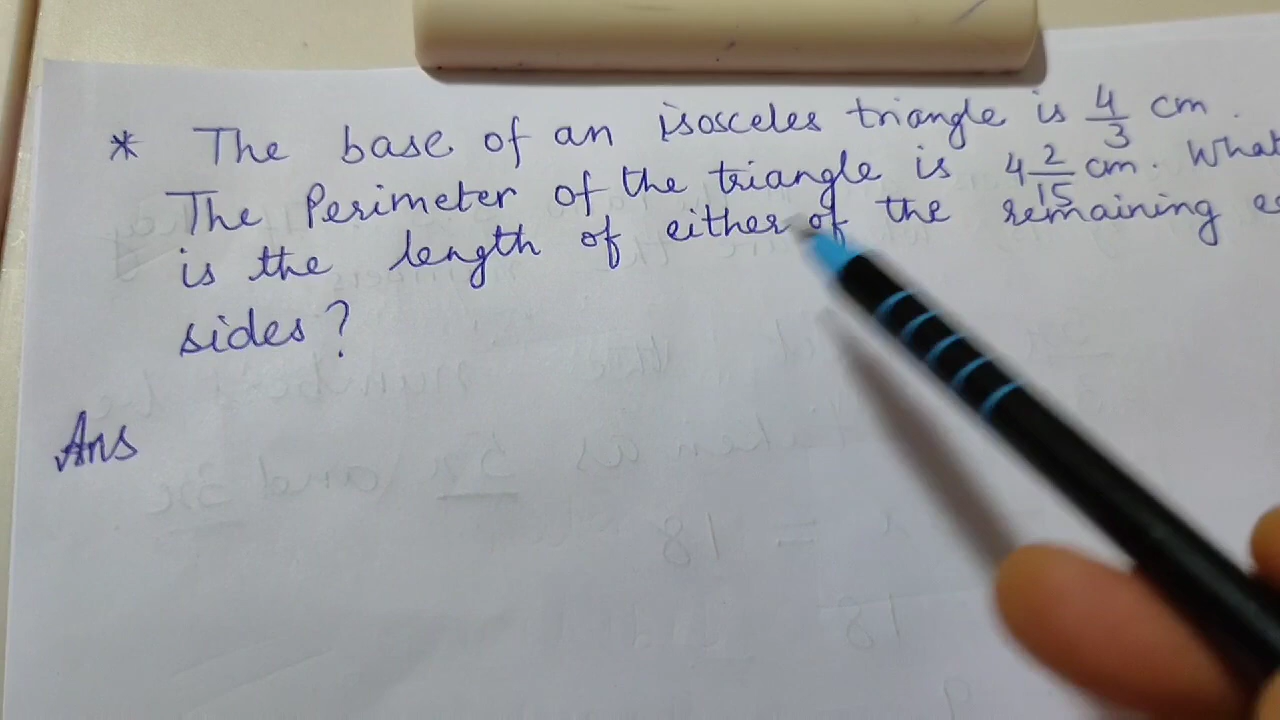 * The base of an isosceles triangle is 4/3 cm.
The Perimeter of the triangle is 4 2/15 cm. What
is the length of either of the remaining
sides?
Ans